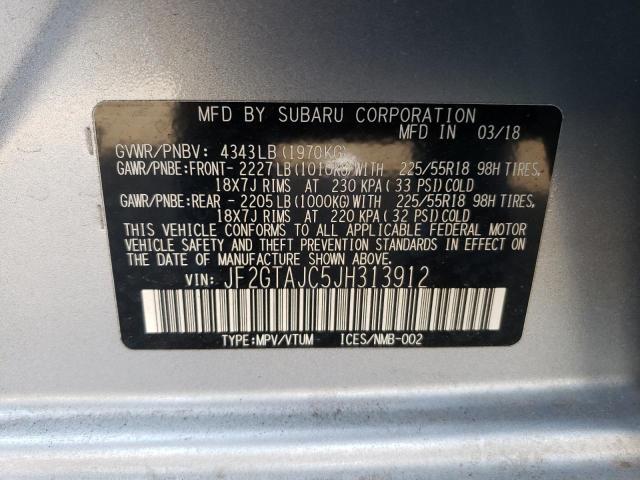 MFD BY SUBARU CORPORATION
MFD IN 03/18
GVWR/PNBV: 4343LB(1970KG)
GAWR/PNBE:FRONT- 2227LB(1010KG)WITH 225/55R18 98H TIRES,
18X7J RIMS AT 230 KPA(33 PSI)COLD
GAWR/PNBE:REAR - 2205LB(1000KG)WITH 225/55R18 98H TIRES,
18X7J RIMS AT 220 KPA(32 PSI)COLD
THIS VEHICLE CONFORMS TO ALL APPLICABLE FEDERAL MOTOR
VEHICLE SAFETY AND THEFT PREVENTION STANDARDS IN EFFECT ON
THE DATE OF MANUFACTURE SHOWN ABOVE.
VIN: JF2GTAJC5JH313912
TYPE:MPV/VTUM ICES/NMB-002